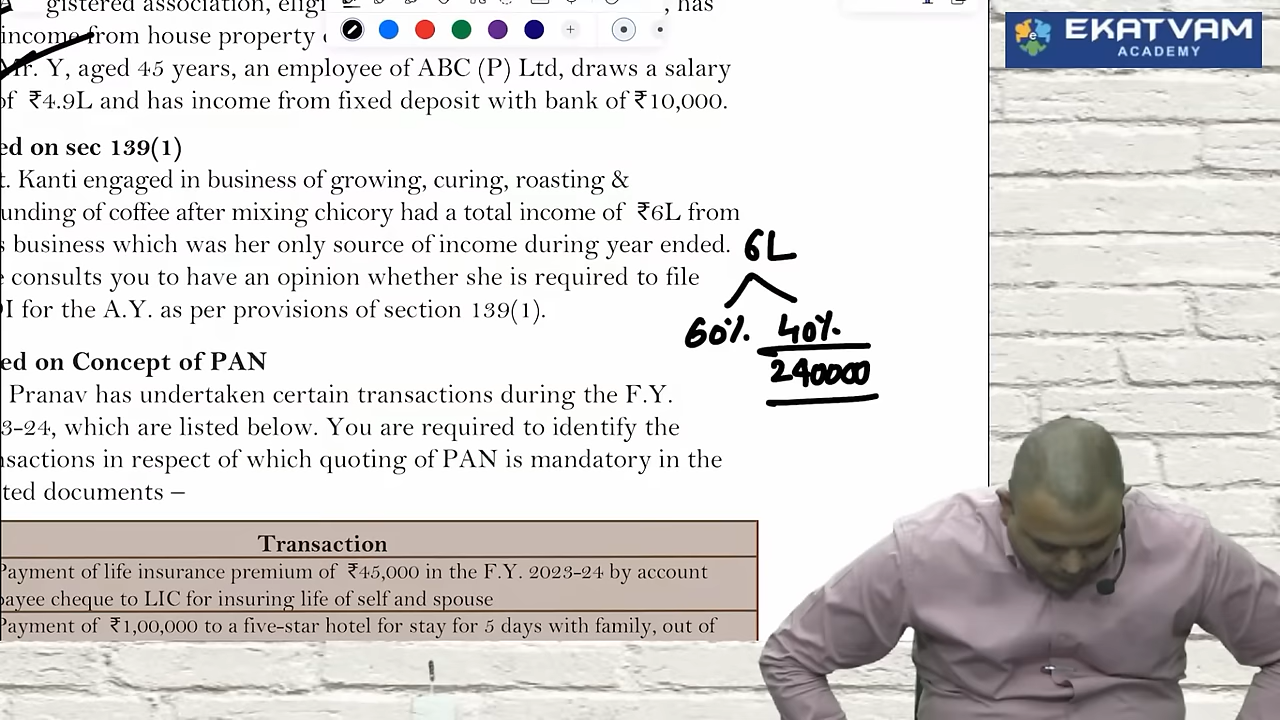 gistered association, eligi
, has
income from house property
Mr. Y, aged 45 years, an employee of ABC (P) Ltd, draws a salary
of ₹4.9L and has income from fixed deposit with bank of ₹10,000.
ed on sec 139(1)
t. Kanti engaged in business of growing, curing, roasting &
unding of coffee after mixing chicory had a total income of ₹6L from
s business which was her only source of income during year ended.
e consults you to have an opinion whether she is required to file
OI for the A.Y. as per provisions of section 139(1).
6L
60% 40%
240000
ed on Concept of PAN
Pranav has undertaken certain transactions during the F.Y.
3-24, which are listed below. You are required to identify the
nsactions in respect of which quoting of PAN is mandatory in the
ted documents –
Transaction
Payment of life insurance premium of ₹45,000 in the F.Y. 2023-24 by account
payee cheque to LIC for insuring life of self and spouse
Payment of ₹1,00,000 to a five-star hotel for stay for 5 days with family, out of
EKATVAM
ACADEMY